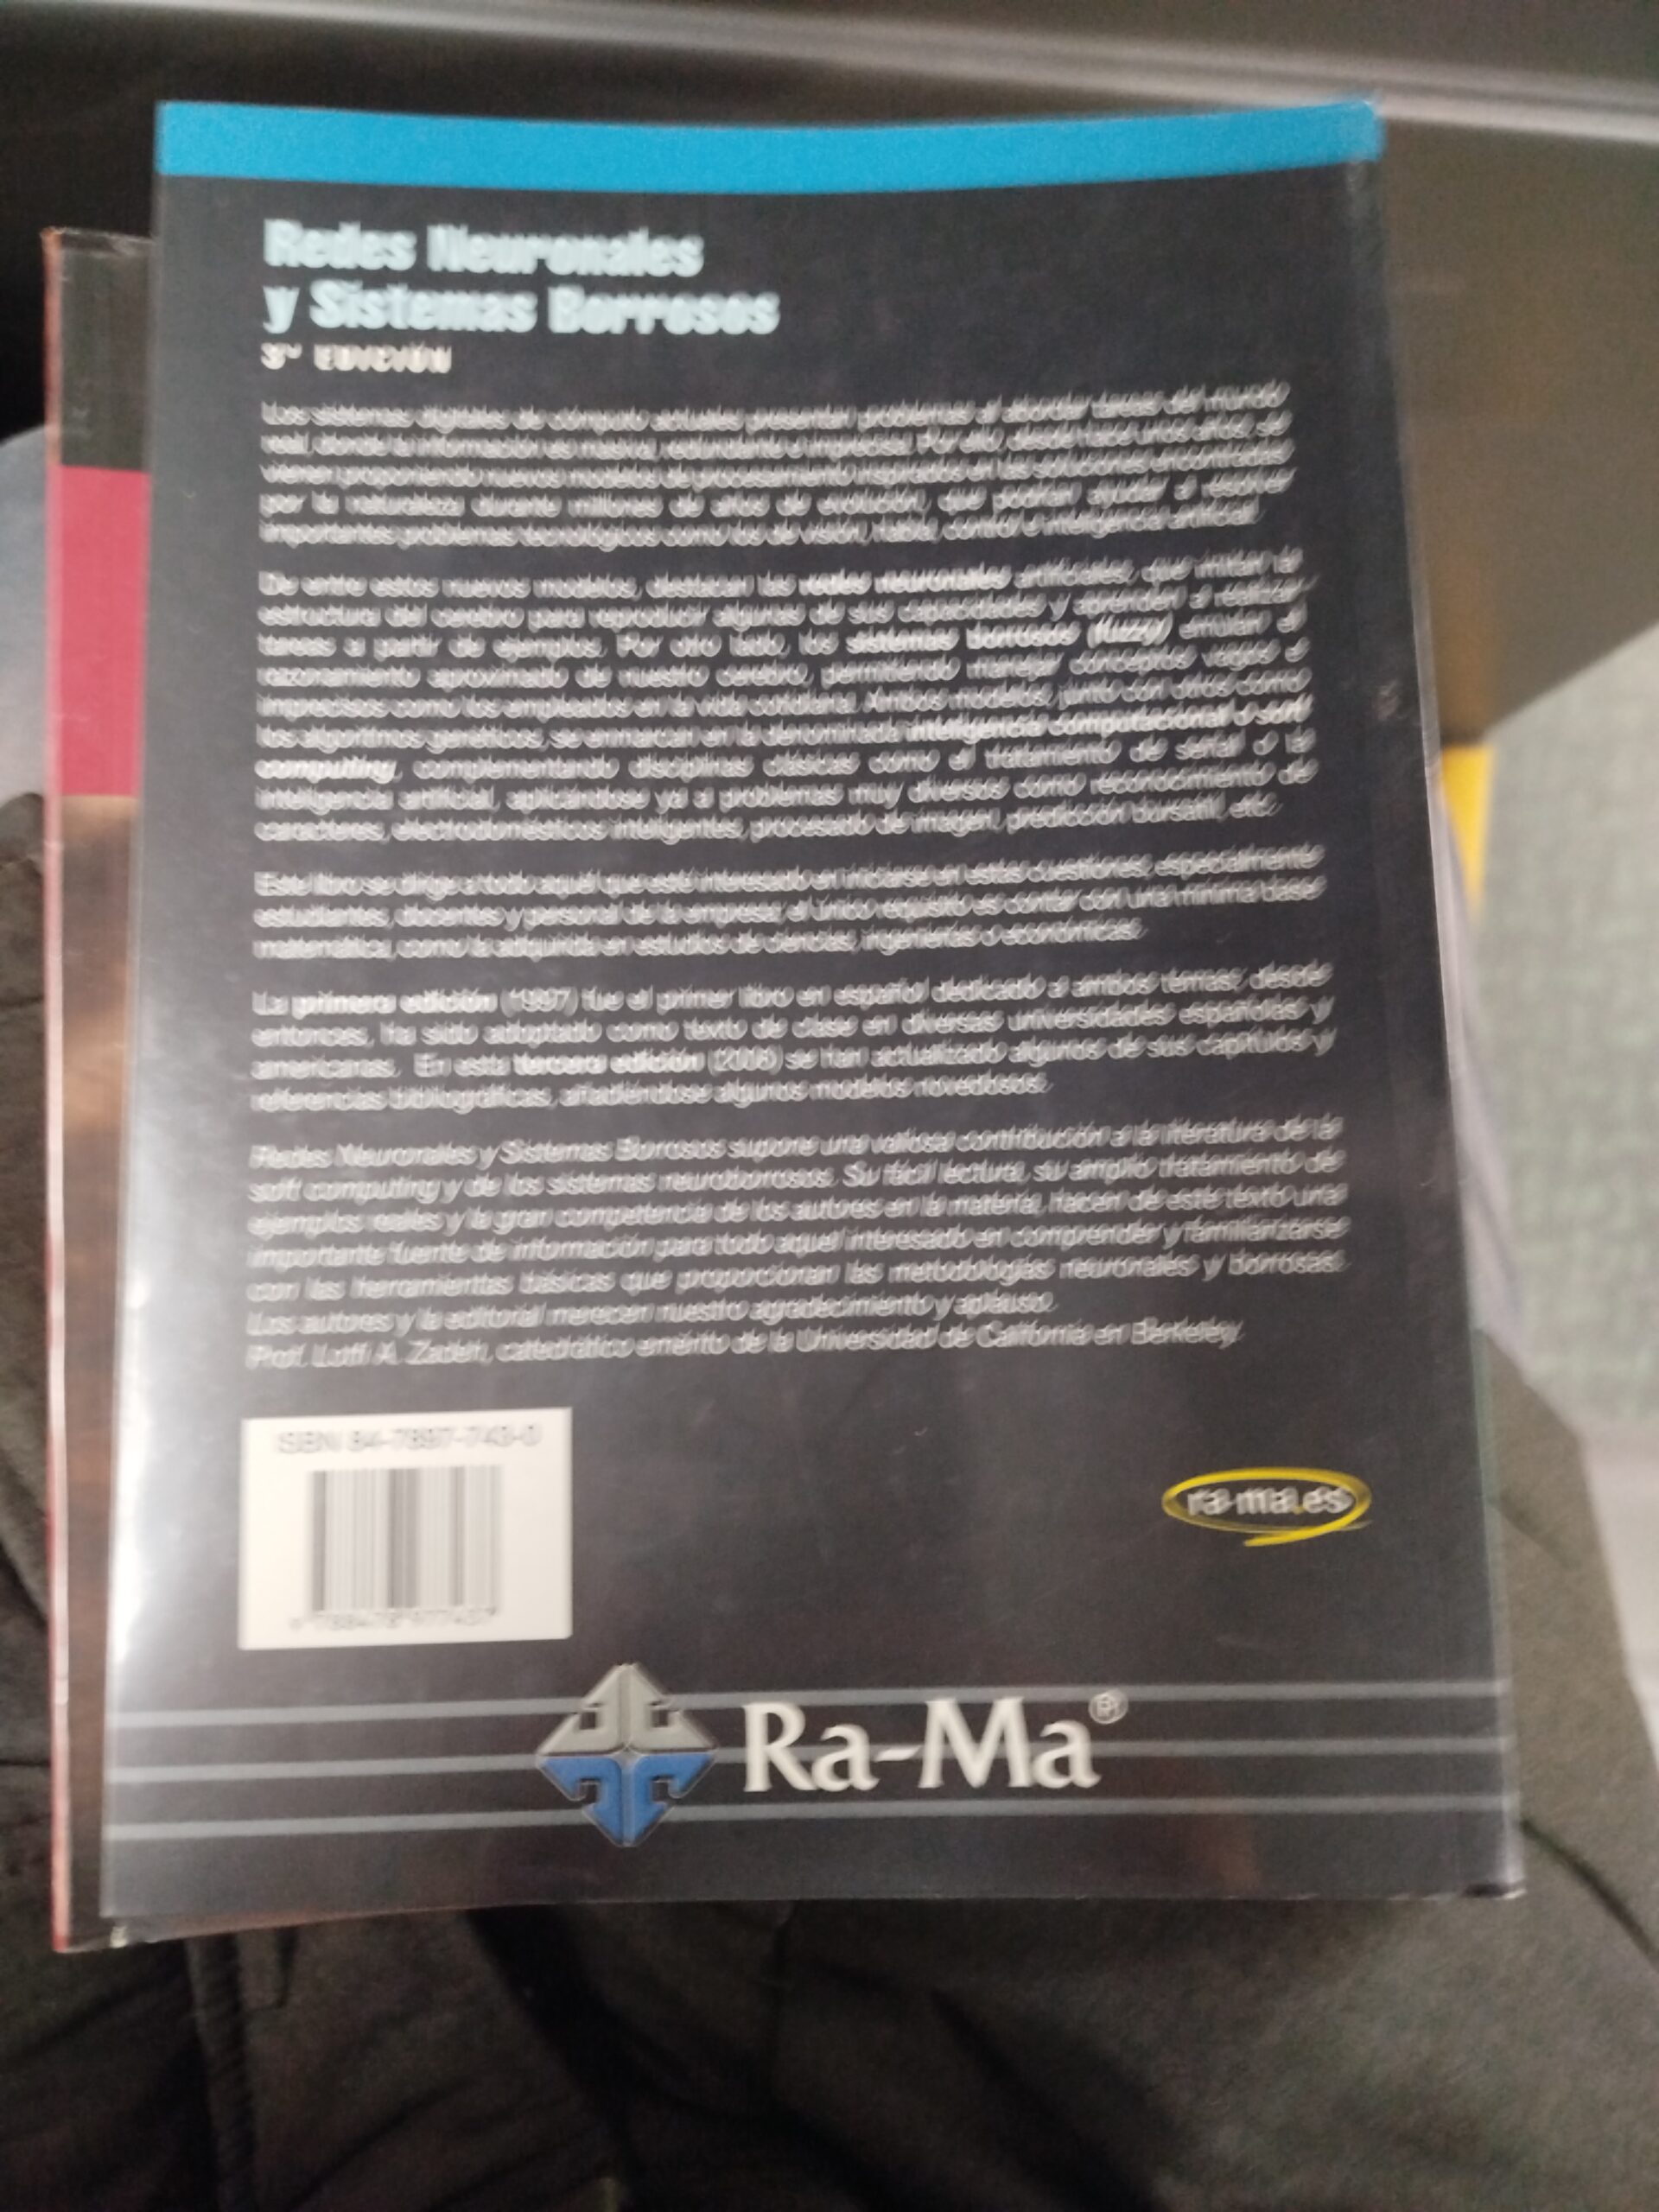 Redes Neuronales
y Sistemas Borrosos
3ª EDICIÓN
Los sistemas digitales de cómputo actuales presentan problemas al abordar tareas del mundo
real, donde la información es masiva, redundante e imprecisa. Por ello, desde hace unos años, se
vienen proponiendo nuevos modelos de procesamiento inspirados en las soluciones encontradas
por la naturaleza durante millones de años de evolución, que podrían ayudar a resolver
importantes problemas tecnológicos como los de visión, habla, control o inteligencia artificial.
De entre estos nuevos modelos, destacan las redes neuronales artificiales, que imitan la
estructura del cerebro para reproducir algunas de sus capacidades y aprenden a realizar
tareas a partir de ejemplos. Por otro lado, los sistemas borrosos (fuzzy) emulan el
razonamiento aproximado de nuestro cerebro, permitiendo manejar conceptos vagos e
imprecisos como los empleados en la vida cotidiana. Ambos modelos, junto con otros como
los algoritmos genéticos, se enmarcan en la denominada inteligencia computacional o soft
computing, complementando disciplinas clásicas como el tratamiento de señal o la
inteligencia artificial, aplicándose ya a problemas muy diversos como reconocimiento de
caracteres, electrodomésticos inteligentes, procesado de imagen, predicción bursátil, etc.
Este libro se dirige a todo aquél que esté interesado en iniciarse en estas cuestiones, especialmente
estudiantes, docentes y personal de la empresa; el único requisito es contar con una mínima base
matemática, como la adquirida en estudios de ciencias, ingenierías o económicas.
La primera edición (1997) fue el primer libro en español dedicado a ambos temas; desde
entonces, ha sido adoptado como texto de clase en diversas universidades españolas y
americanas. En esta tercera edición (2006) se han actualizado algunos de sus capítulos y
referencias bibliográficas, añadiéndose algunos modelos novedosos.
Redes Neuronales y Sistemas Borrosos supone una valiosa contribución a la literatura de la
soft computing y de los sistemas neuroborrosos. Su fácil lectura, su amplio tratamiento de
ejemplos reales y la gran competencia de los autores en la materia, hacen de este texto una
importante fuente de información para todo aquel interesado en comprender y familiarizarse
con las herramientas básicas que proporcionan las metodologías neuronales y borrosas.
Los autores y la editorial merecen nuestro agradecimiento y aplauso.
Prof. Lotfi A. Zadeh, catedrático emérito de la Universidad de California en Berkeley.
ISBN 84-7897-743-0
9 788478 977437
ra-ma.es
Ra-Ma®